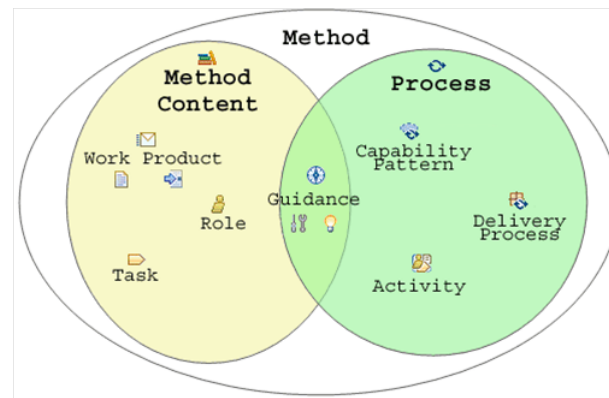 Method
Method
Content
Process
Work Product
Capability
Pattern
Guidance
Role
Delivery
Process
Task
Activity